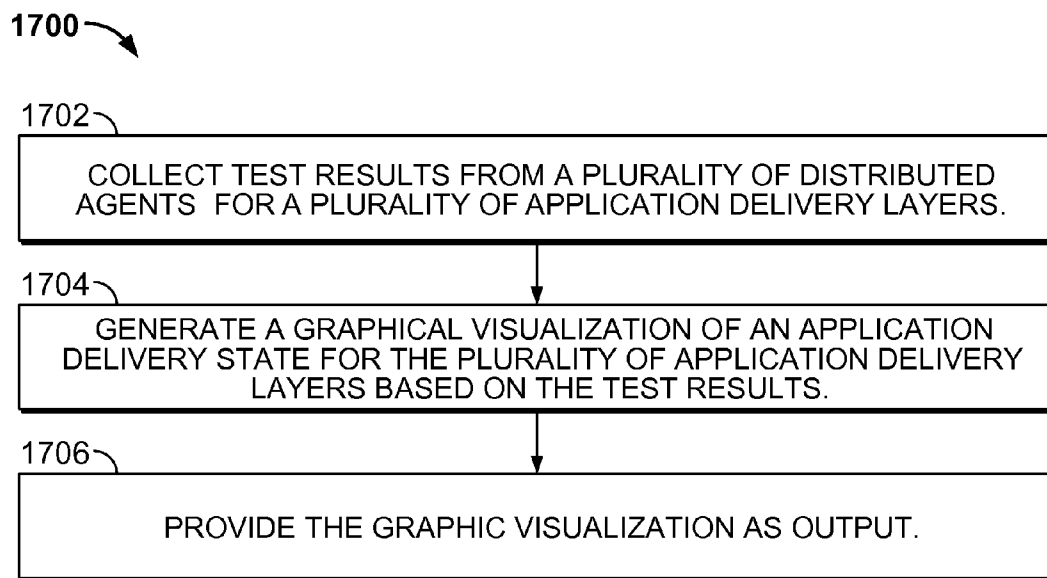 1700
1702
COLLECT TEST RESULTS FROM A PLURALITY OF DISTRIBUTED
AGENTS FOR A PLURALITY OF APPLICATION DELIVERY LAYERS.
1704
GENERATE A GRAPHICAL VISUALIZATION OF AN APPLICATION
DELIVERY STATE FOR THE PLURALITY OF APPLICATION DELIVERY
LAYERS BASED ON THE TEST RESULTS.
1706
PROVIDE THE GRAPHIC VISUALIZATION AS OUTPUT.